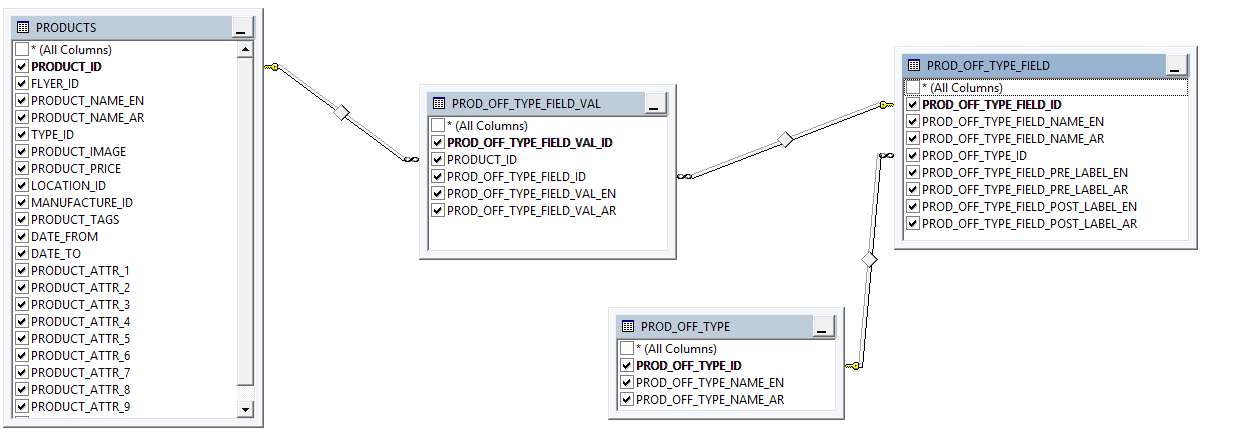 PRODUCTS
* (All Columns)
PRODUCT_ID
FLYER_ID
PRODUCT_NAME_EN
PRODUCT_NAME_AR
TYPE_ID
PRODUCT_IMAGE
PRODUCT_PRICE
LOCATION_ID
MANUFACTURE_ID
PRODUCT_TAGS
DATE_FROM
DATE_TO
PRODUCT_ATTR_1
PRODUCT_ATTR_2
PRODUCT_ATTR_3
PRODUCT_ATTR_4
PRODUCT_ATTR_5
PRODUCT_ATTR_6
PRODUCT_ATTR_7
PRODUCT_ATTR_8
PRODUCT_ATTR_9
PROD_OFF_TYPE_FIELD_VAL
* (All Columns)
PROD_OFF_TYPE_FIELD_VAL_ID
PRODUCT_ID
PROD_OFF_TYPE_FIELD_ID
PROD_OFF_TYPE_FIELD_VAL_EN
PROD_OFF_TYPE_FIELD_VAL_AR
PROD_OFF_TYPE_FIELD
* (All Columns)
PROD_OFF_TYPE_FIELD_ID
PROD_OFF_TYPE_FIELD_NAME_EN
PROD_OFF_TYPE_FIELD_NAME_AR
PROD_OFF_TYPE_ID
PROD_OFF_TYPE_FIELD_PRE_LABEL_EN
PROD_OFF_TYPE_FIELD_PRE_LABEL_AR
PROD_OFF_TYPE_FIELD_POST_LABEL_EN
PROD_OFF_TYPE_FIELD_POST_LABEL_AR
PROD_OFF_TYPE
* (All Columns)
PROD_OFF_TYPE_ID
PROD_OFF_TYPE_NAME_EN
PROD_OFF_TYPE_NAME_AR